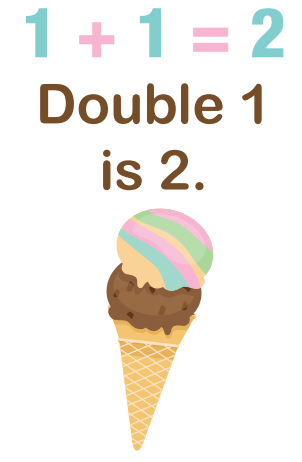 1 + 1 = 2
Double 1
is 2.